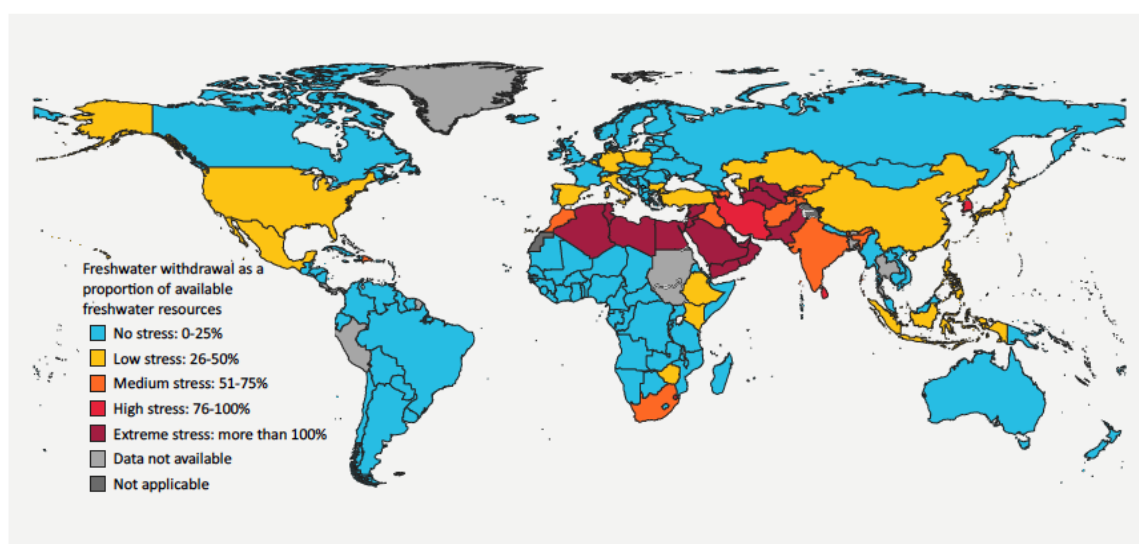 Freshwater withdrawal as a
proportion of available
freshwater resources
No stress: 0-25%
Low stress: 26-50%
Medium stress: 51-75%
High stress: 76-100%
Extreme stress: more than 100%
Data not available
Not applicable